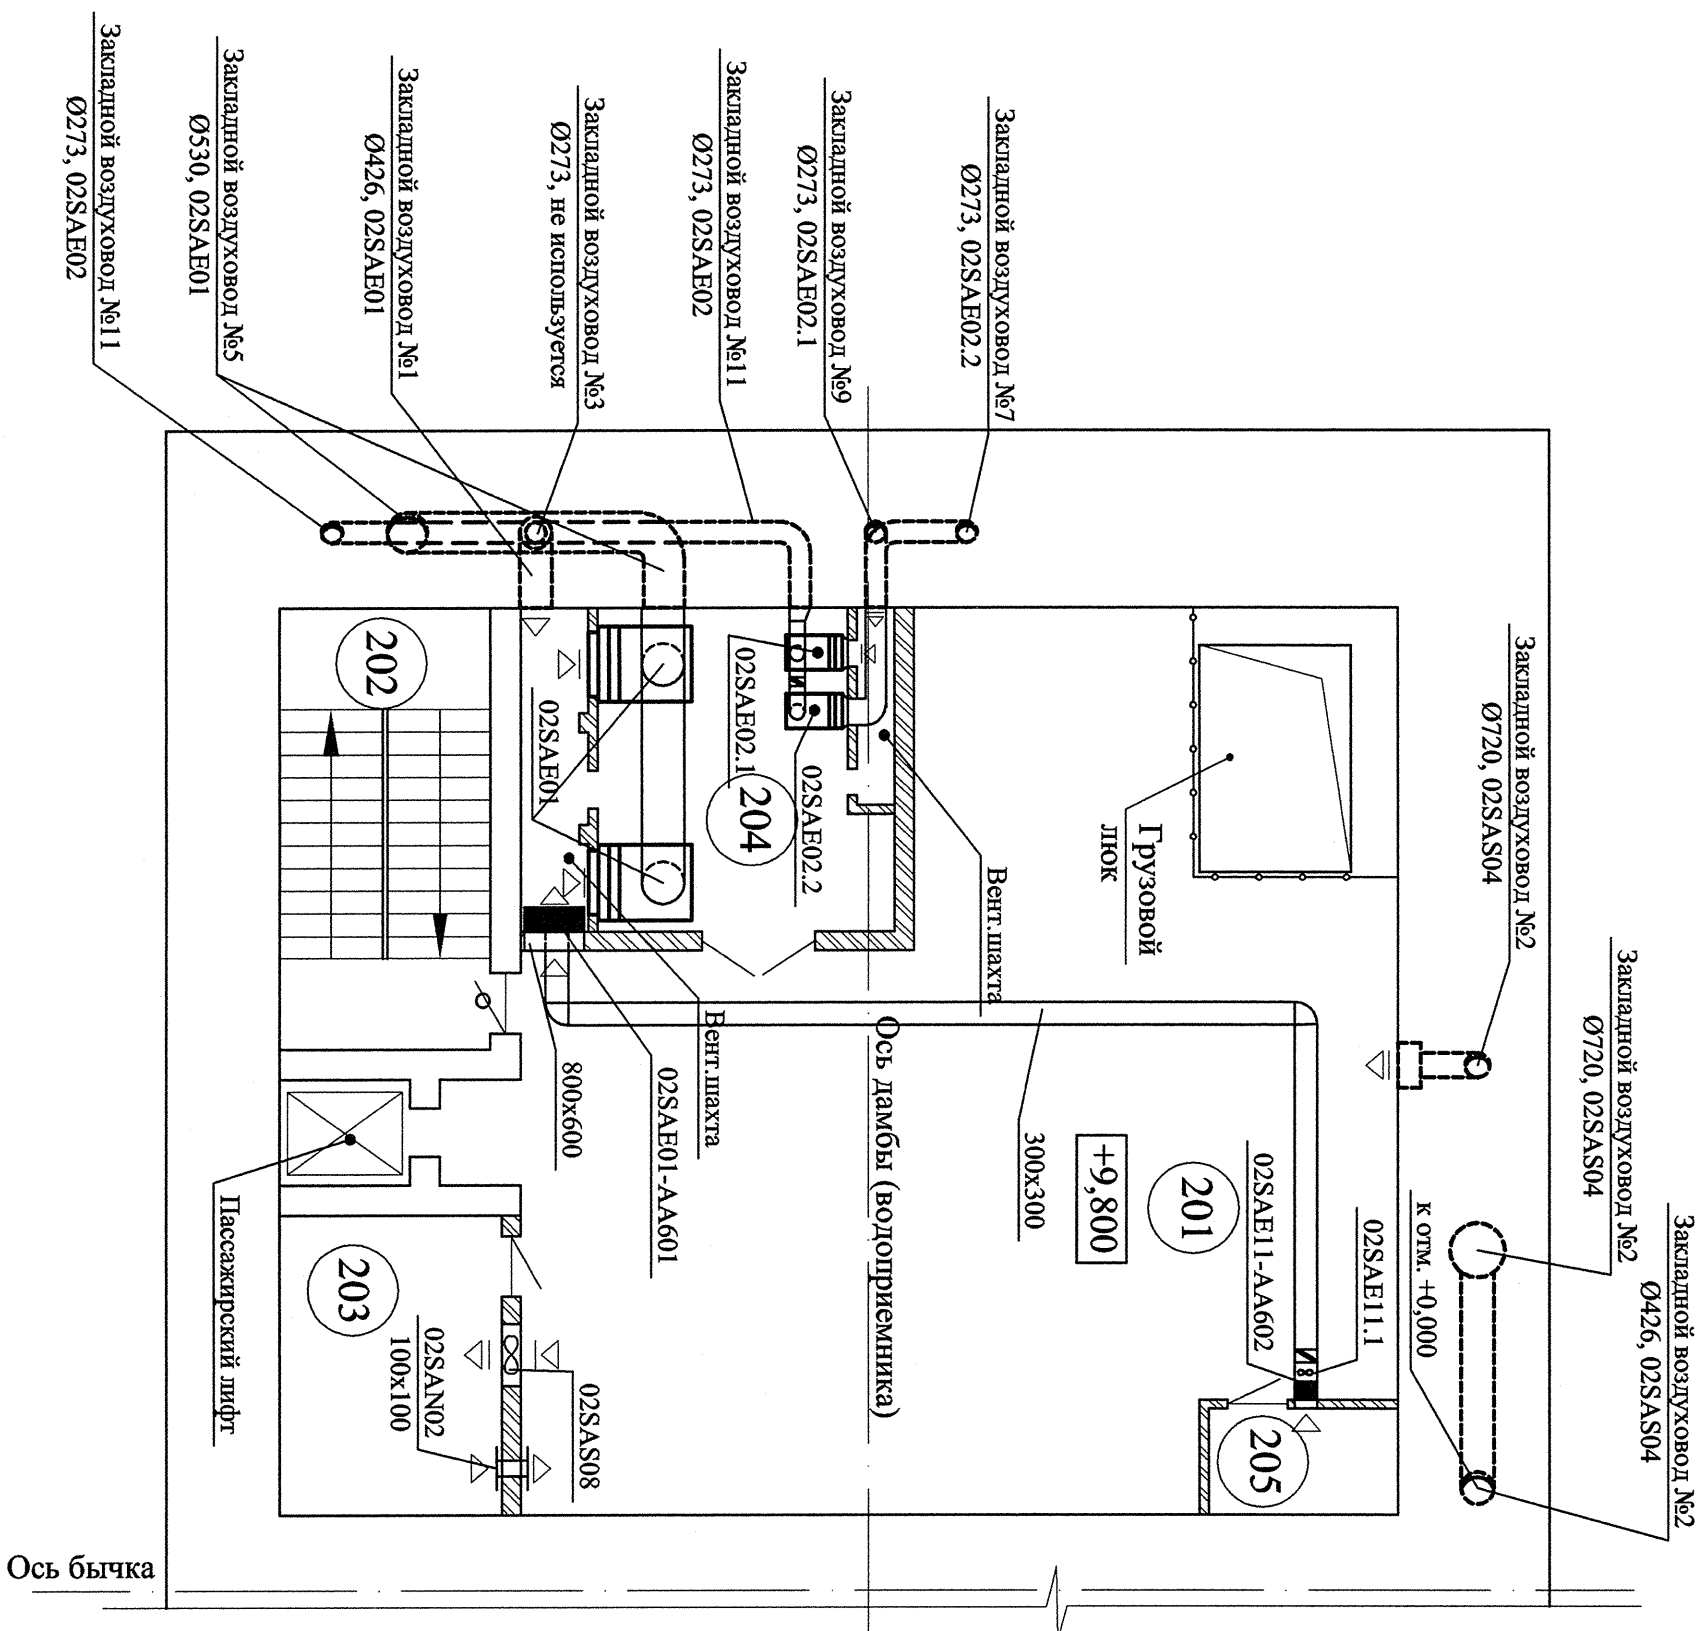 Закладной воздуховод №11
Ø273, 02SAE02
Закладной воздуховод №5
Ø530, 02SAE01
Закладной воздуховод №1
Ø426, 02SAE01
Закладной воздуховод №3
Ø273, не используется
Закладной воздуховод №11
Ø273, 02SAE02
Закладной воздуховод №9
Ø273, 02SAE02.1
Закладной воздуховод №7
Ø273, 02SAE02.2
Закладной воздуховод №2
Ø720, 02SAS04
Закладной воздуховод №2
Ø720, 02SAS04
Закладной воздуховод №2
Ø426, 02SAS04
к отм. +0,000
202
02SAE01
02SAE02.1
204
02SAE02.2
Грузовой
люк
Вент.шахта
Вент.шахта
02SAE01-AA601
800х600
Ось дамбы (водоприемника)
300х300
+9,800
201
02SAE11-AA602
02SAE11.1
205
203
02SAN02
100х100
02SAS08
Пассажирский лифт
Ось бычка